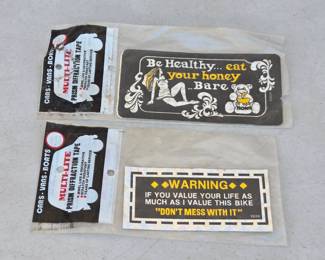 CARS · VANS · BOATS
MULTI-LITE
PRISM DIFFRACTION TAPE
Be Healthy... eat
your honey
..Bare
HONEY
CARS · VANS · BOATS
MULTI-LITE
PRISM DIFFRACTION TAPE
WARNING
IF YOU VALUE YOUR LIFE AS
MUCH AS I VALUE THIS BIKE
"DON'T MESS WITH IT"